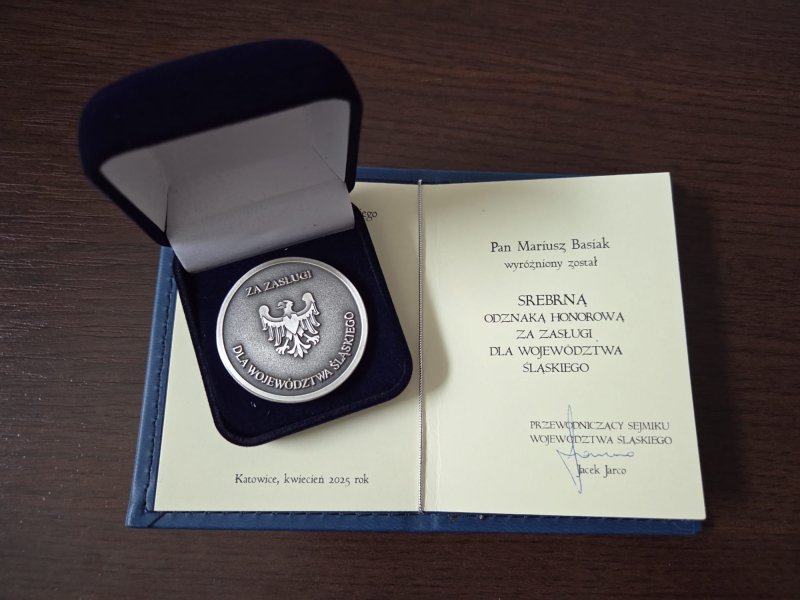 ZA ZASŁUGI
DLA WOJEWÓDZTWA ŚLĄSKIEGO
Katowice, kwiecień 2025 rok
Pan Mariusz Basiak
wyróżniony został
SREBRNĄ
ODZNAKĄ HONOROWĄ
ZA ZASŁUGI
DLA WOJEWÓDZTWA
ŚLĄSKIEGO
PRZEWODNICZĄCY SEJMIKU
WOJEWÓDZTWA ŚLĄSKIEGO
Jacek Jarco